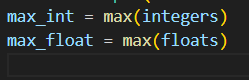 max_int = max(integers)
max_float = max(floats)